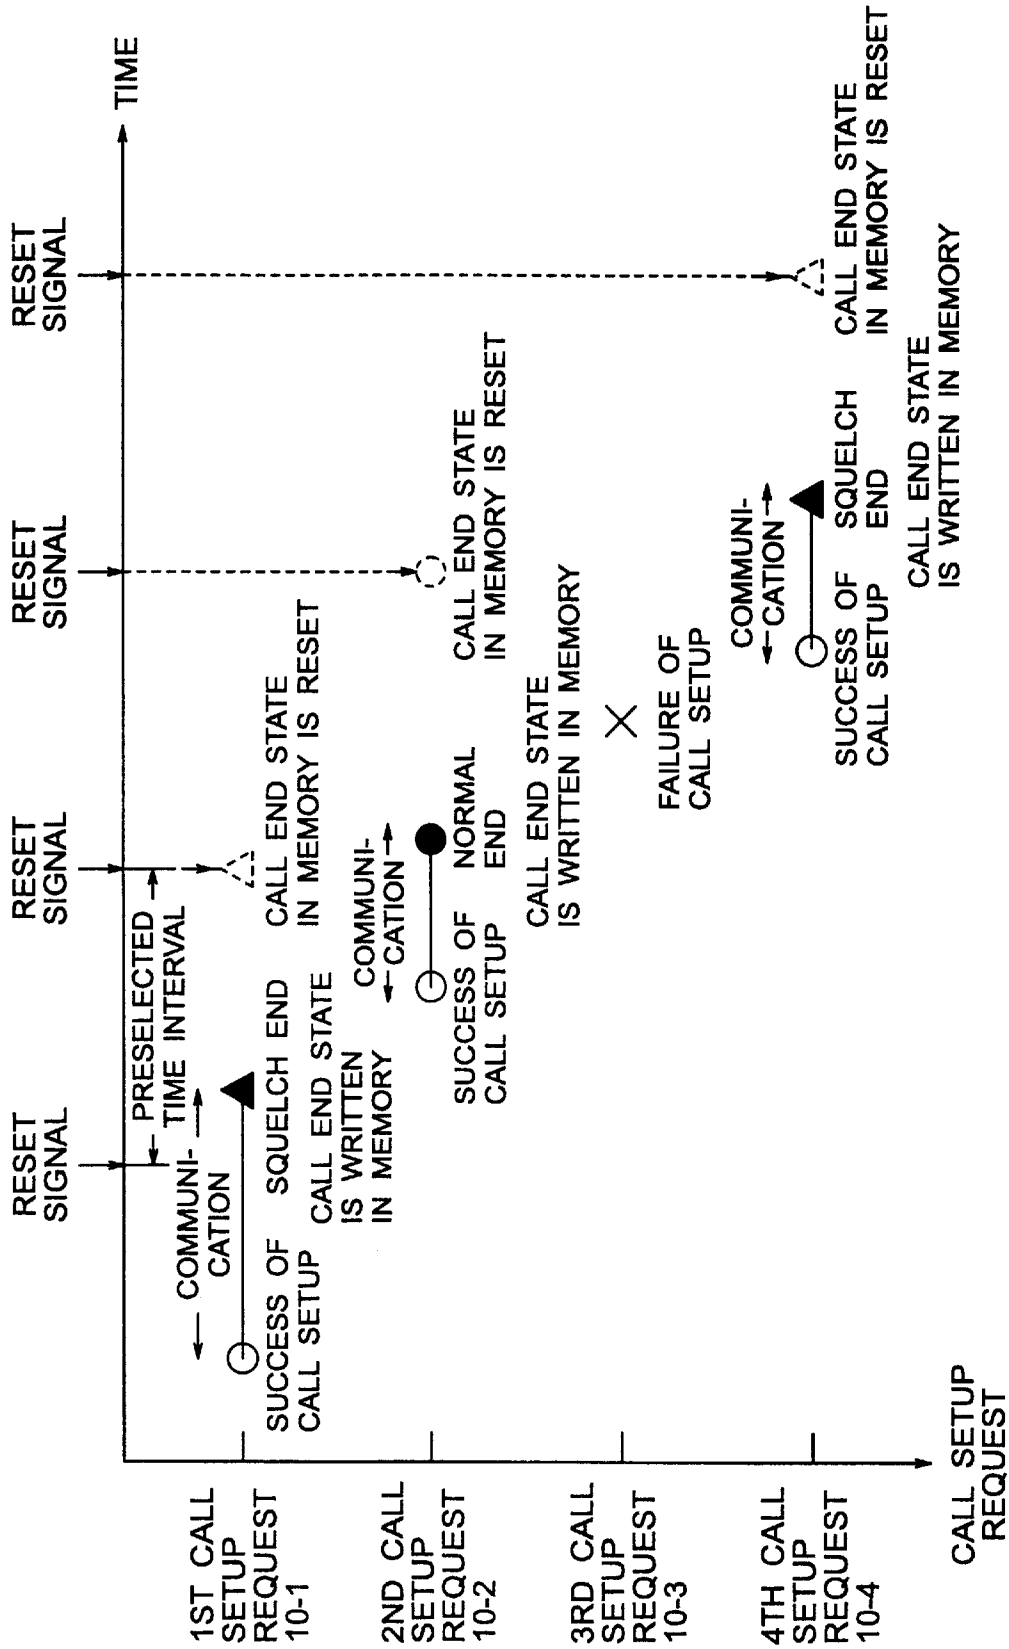 RESET
SIGNAL
RESET
SIGNAL
RESET
SIGNAL
RESET
SIGNAL
TIME
PRESELECTED
TIME INTERVAL
1ST CALL
SETUP
REQUEST
10-1
COMMUNI-
CATION
SUCCESS OF
CALL SETUP
SQUELCH END
CALL END STATE
IS WRITTEN
IN MEMORY
CALL END STATE
IN MEMORY IS RESET
2ND CALL
SETUP
REQUEST
10-2
COMMUNI-
CATION
SUCCESS OF
CALL SETUP
NORMAL
END
CALL END STATE
IS WRITTEN IN MEMORY
CALL END STATE
IN MEMORY IS RESET
3RD CALL
SETUP
REQUEST
10-3
FAILURE OF
CALL SETUP
4TH CALL
SETUP
REQUEST
10-4
COMMUNI-
CATION
SUCCESS OF
CALL SETUP
SQUELCH
END
CALL END STATE
IS WRITTEN IN MEMORY
CALL END STATE
IN MEMORY IS RESET
CALL SETUP
REQUEST